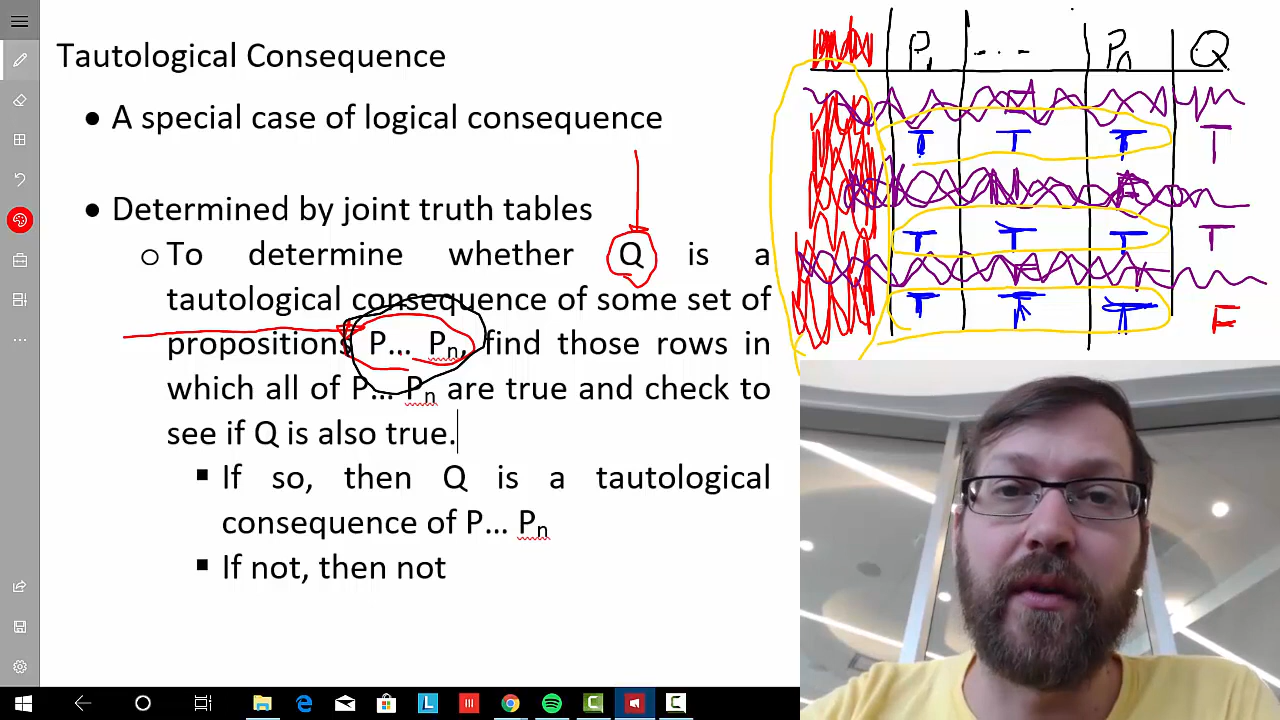 Tautological Consequence
● A special case of logical consequence
● Determined by joint truth tables
○ To determine whether Q is a
tautological consequence of some set of
propositions P... Pn, find those rows in
which all of P... Pn are true and check to
see if Q is also true.
▪ If so, then Q is a tautological
consequence of P... Pn
▪ If not, then not
P1 ... Pn Q
T T T T
T T T T
T T T F